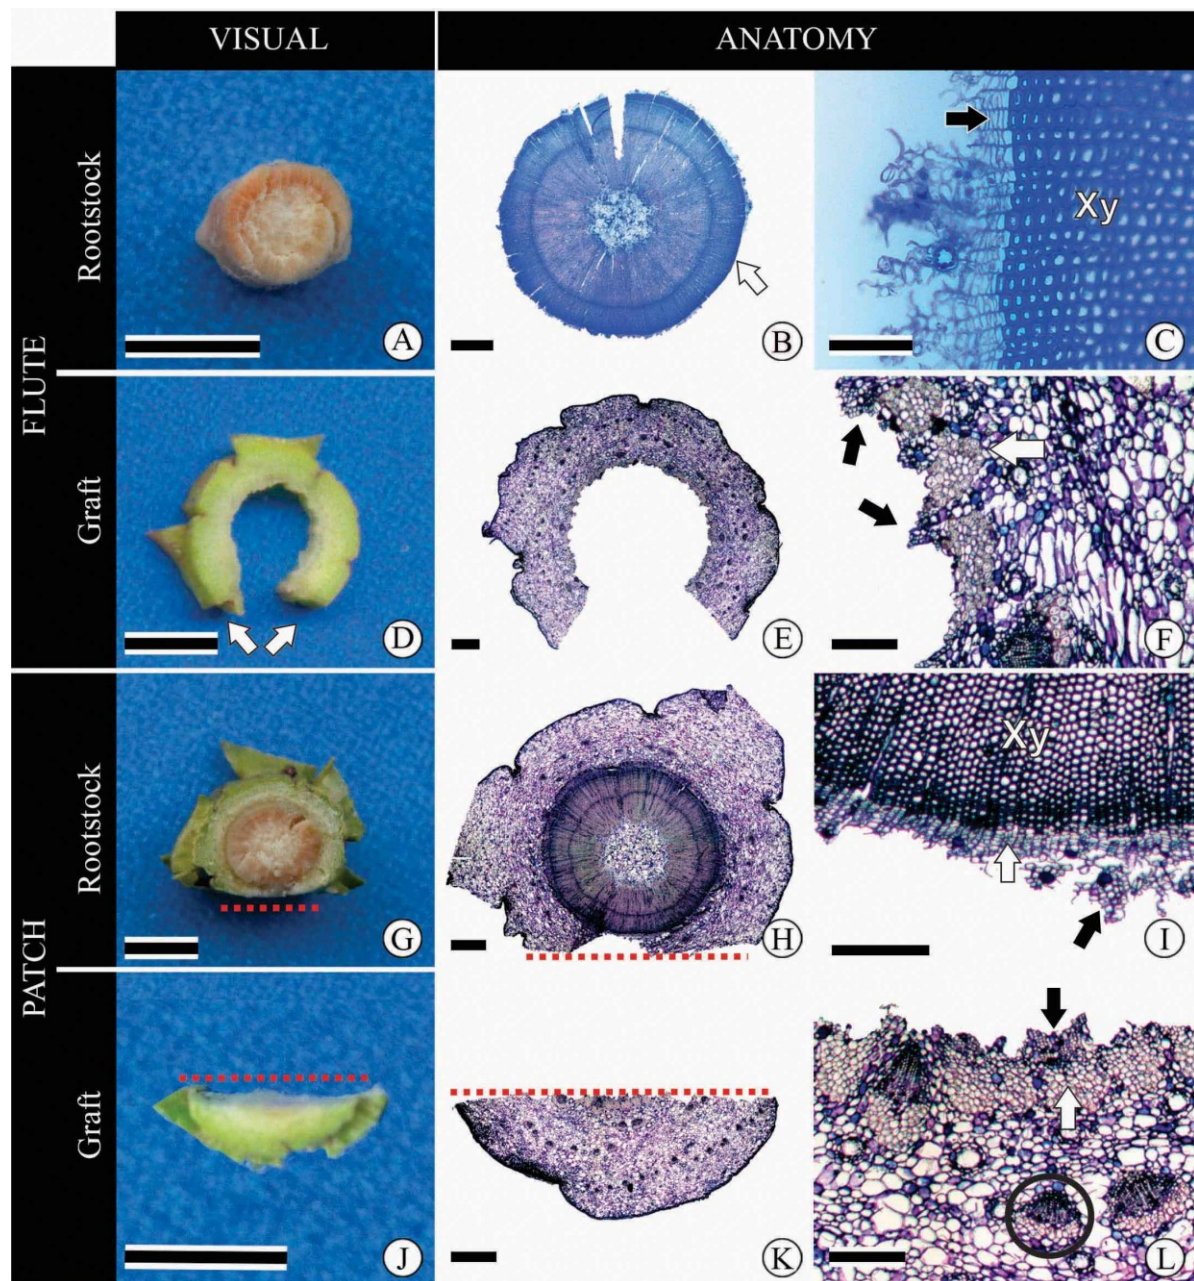 VISUAL
ANATOMY
FLUTE
Rootstock
A
B
C
Xy
Graft
D
E
F
PATCH
Rootstock
G
H
I
Xy
Graft
J
K
L